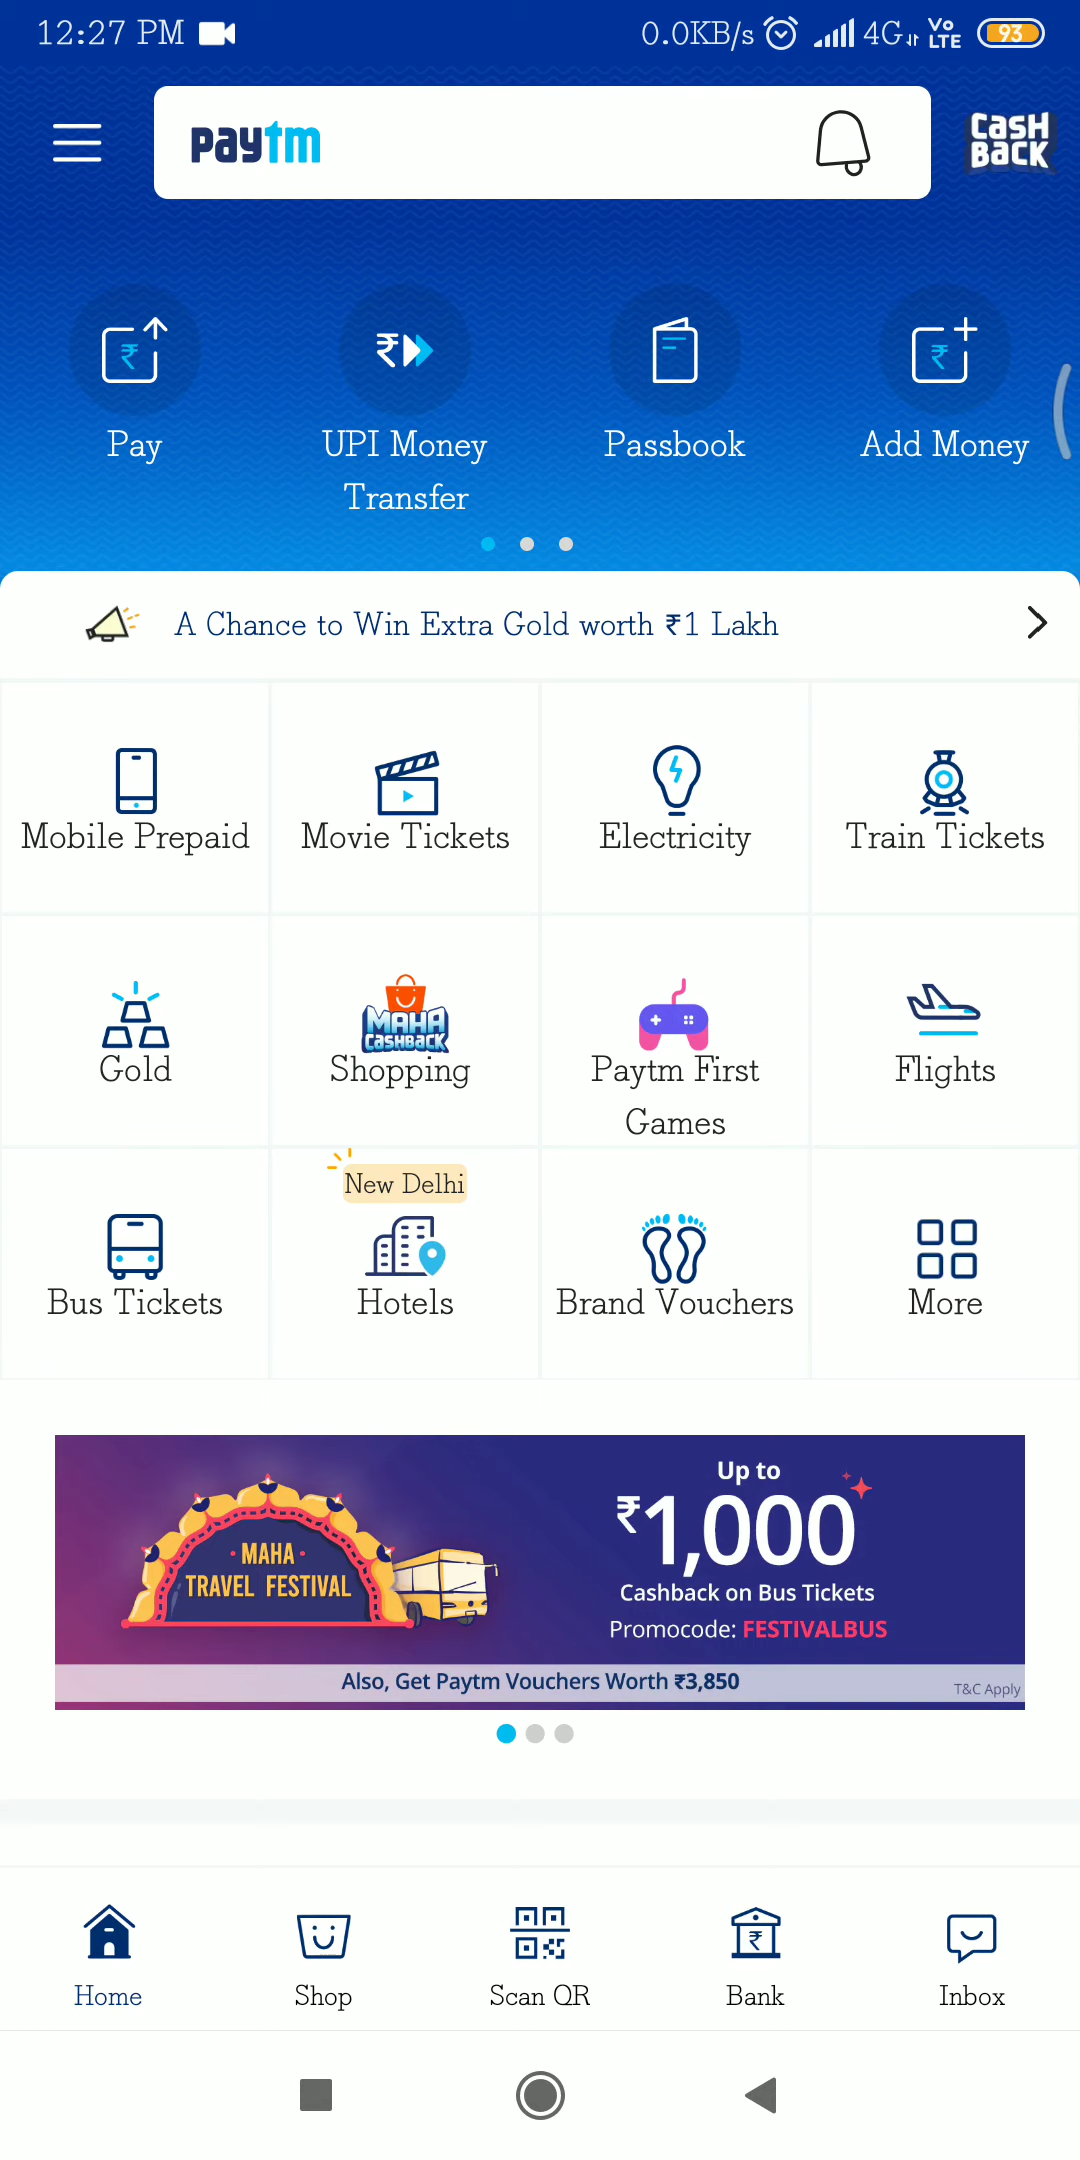 12:27 PM 0.0KB/s 4G Vo LTE 93
paytm
CASH BACK
Pay
UPI Money Transfer
Passbook
Add Money
A Chance to Win Extra Gold worth ₹1 Lakh
Mobile Prepaid
Movie Tickets
Electricity
Train Tickets
Gold
MAHA CASHBACK
Shopping
Paytm First Games
Flights
Bus Tickets
New Delhi
Hotels
Brand Vouchers
More
MAHA
TRAVEL FESTIVAL
Up to
₹1,000
Cashback on Bus Tickets
Promocode: FESTIVALBUS
Also, Get Paytm Vouchers Worth ₹3,850
T&C Apply
Home
Shop
Scan QR
Bank
Inbox